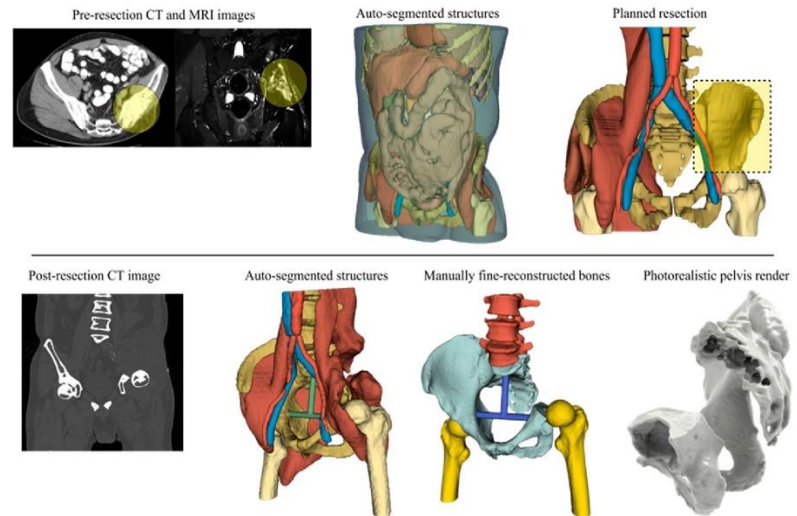 Pre-resection CT and MRI images
Auto-segmented structures
Planned resection
Post-resection CT image
Auto-segmented structures
Manually fine-reconstructed bones
Photorealistic pelvis render